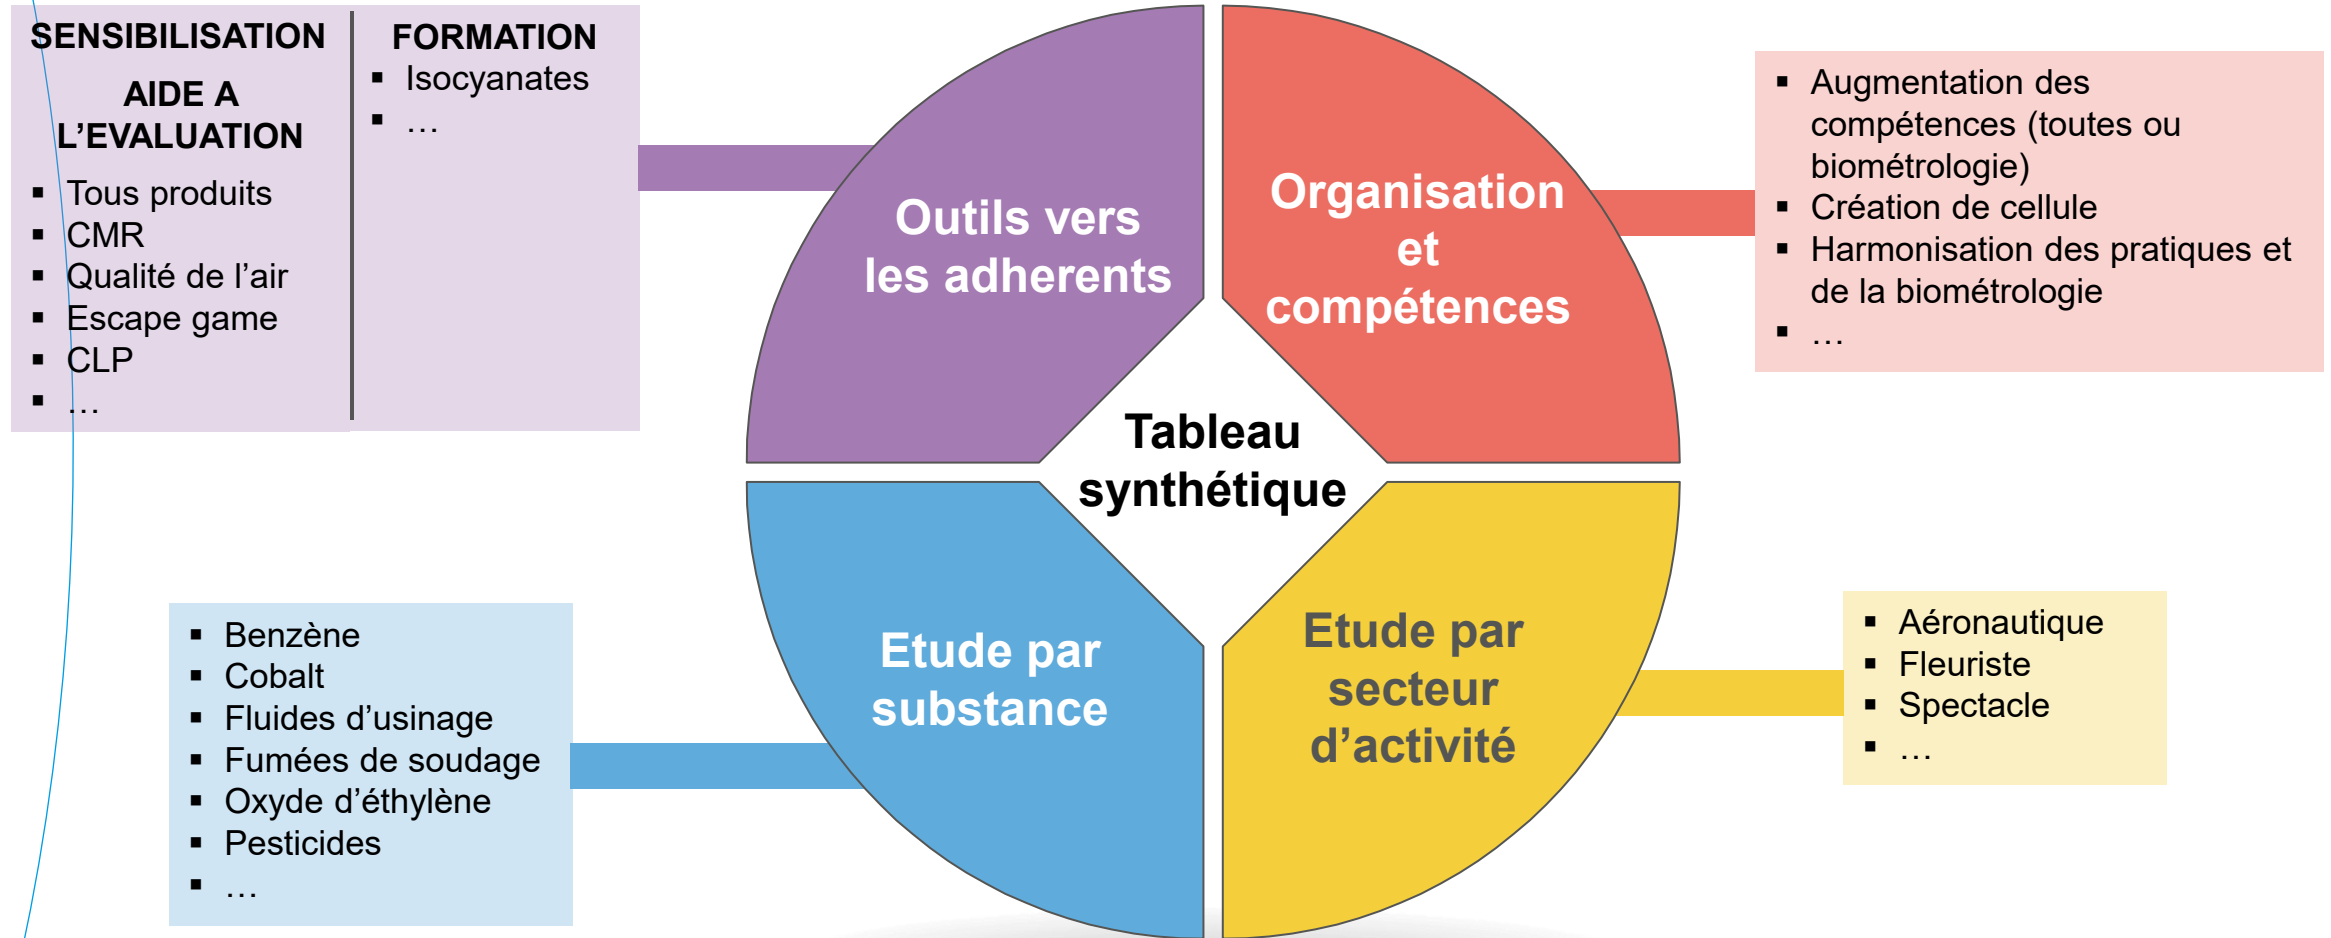 SENSIBILISATION
AIDE A
L’EVALUATION
▪ Tous produits
▪ CMR
▪ Qualité de l’air
▪ Escape game
▪ CLP
▪ …
FORMATION
▪ Isocyanates
▪ …
Outils vers
les adherents
Organisation
et
compétences
▪ Augmentation des
compétences (toutes ou
biométrologie)
▪ Création de cellule
▪ Harmonisation des pratiques et
de la biométrologie
▪ …
Tableau
synthétique
▪ Benzène
▪ Cobalt
▪ Fluides d’usinage
▪ Fumées de soudage
▪ Oxyde d’éthylène
▪ Pesticides
▪ …
Etude par
substance
Etude par
secteur
d’activité
▪ Aéronautique
▪ Fleuriste
▪ Spectacle
▪ …